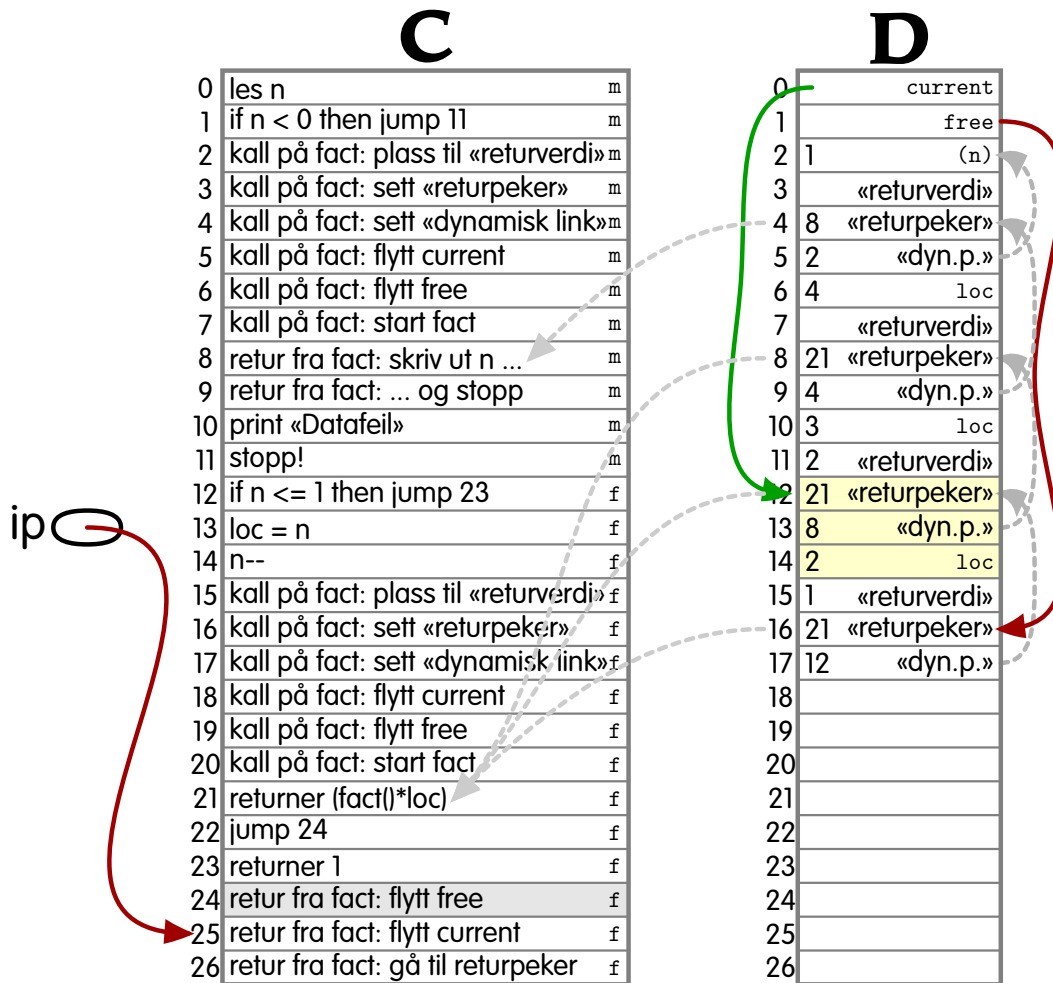 C
0 les n m
1 if n < 0 then jump 11 m
2 kall på fact: plass til «returverdi» m
3 kall på fact: sett «returpeker» m
4 kall på fact: sett «dynamisk link» m
5 kall på fact: flytt current m
6 kall på fact: flytt free m
7 kall på fact: start fact m
8 retur fra fact: skriv ut n ... m
9 retur fra fact: ... og stopp m
10 print «Datafeil» m
11 stopp! m
12 if n <= 1 then jump 23 f
13 loc = n f
14 n-- f
15 kall på fact: plass til «returverdi» f
16 kall på fact: sett «returpeker» f
17 kall på fact: sett «dynamisk link» f
18 kall på fact: flytt current f
19 kall på fact: flytt free f
20 kall på fact: start fact f
21 returner (fact()*loc) f
22 jump 24 f
23 returner 1 f
24 retur fra fact: flytt free f
25 retur fra fact: flytt current f
26 retur fra fact: gå til returpeker f
ip
D
0 current
1 free
2 1 (n)
3 «returverdi»
4 8 «returpeker»
5 2 «dyn.p.»
6 4 loc
7 «returverdi»
8 21 «returpeker»
9 4 «dyn.p.»
10 3 loc
11 2 «returverdi»
12 21 «returpeker»
13 8 «dyn.p.»
14 2 loc
15 1 «returverdi»
16 21 «returpeker»
17 12 «dyn.p.»
18
19
20
21
22
23
24
25
26